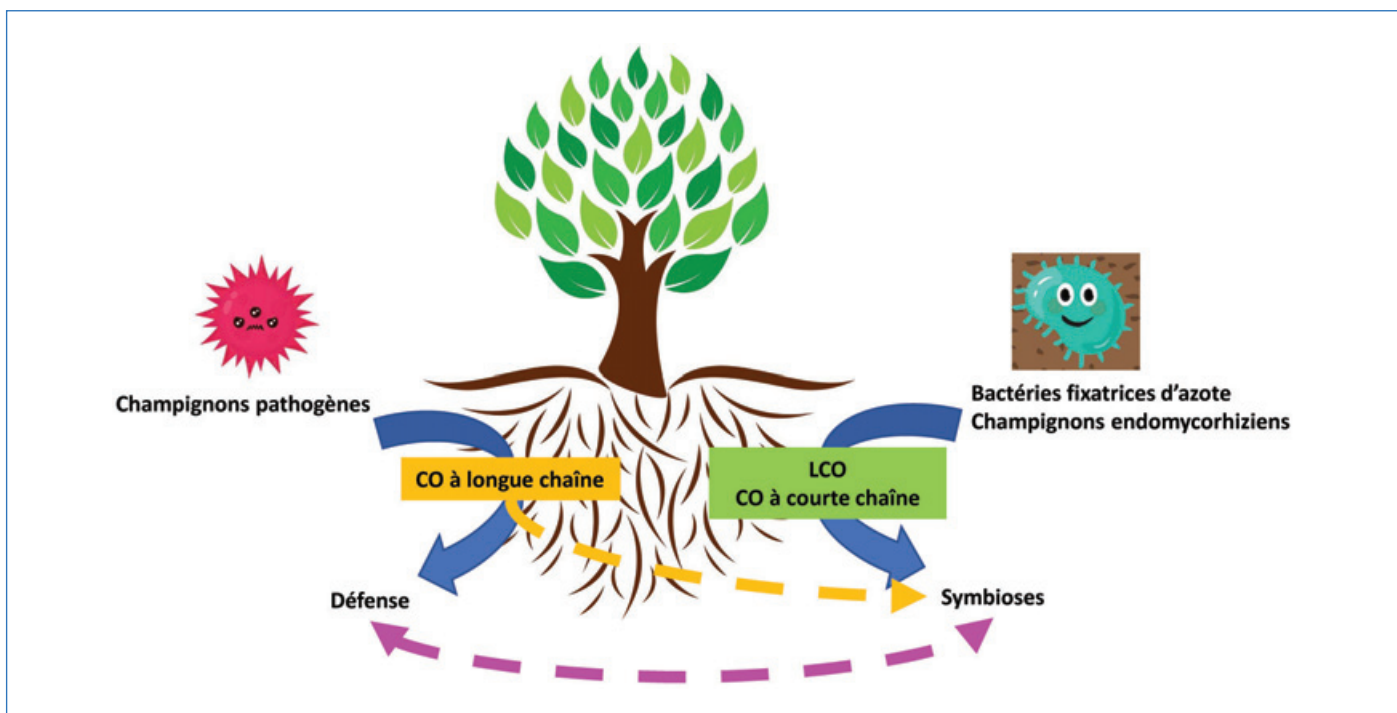 Champignons pathogènes
Bactéries fixatrices d'azote
Champignons endomycorhiziens
CO à longue chaîne
LCO
CO à courte chaîne
Défense
Symbioses